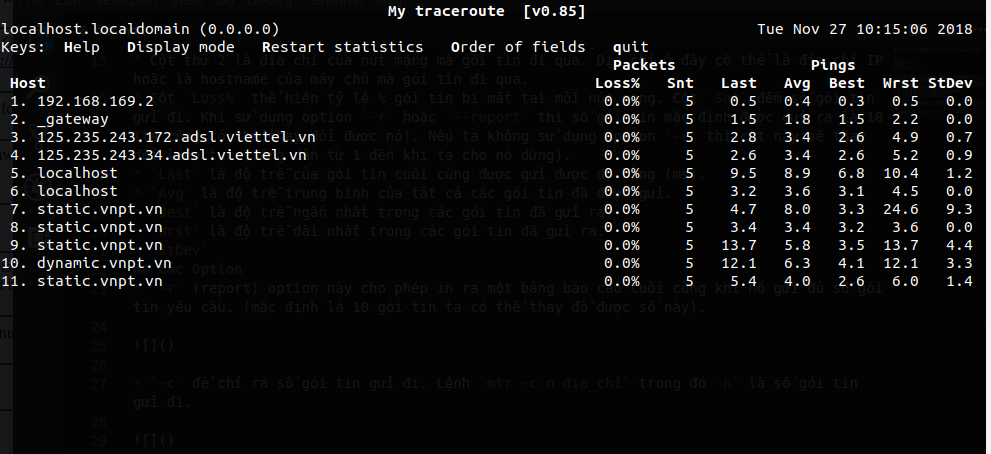 My traceroute  [v0.85]
localhost.localdomain (0.0.0.0) Tue Nov 27 10:15:06 2018
Keys:  Help   Display mode   Restart statistics   Order of fields   quit
Packets Pings
Host Loss% Snt Last Avg Best Wrst StDev
1. 192.168.169.2 0.0% 5 0.5 0.4 0.3 0.5 0.0
2. _gateway 0.0% 5 1.5 1.8 1.5 2.2 0.0
3. 125.235.243.172.adsl.viettel.vn 0.0% 5 2.8 3.4 2.6 4.9 0.7
4. 125.235.243.34.adsl.viettel.vn 0.0% 5 2.6 3.4 2.6 5.2 0.9
5. localhost 0.0% 5 9.5 8.9 6.8 10.4 1.2
6. localhost 0.0% 5 3.2 3.6 3.1 4.5 0.0
7. static.vnpt.vn 0.0% 5 4.7 8.0 3.3 24.6 9.3
8. static.vnpt.vn 0.0% 5 3.4 3.4 3.2 3.6 0.0
9. static.vnpt.vn 0.0% 5 13.7 5.8 3.5 13.7 4.4
10. dynamic.vnpt.vn 0.0% 5 12.1 6.3 4.1 12.1 3.3
11. static.vnpt.vn 0.0% 5 5.4 4.0 2.6 6.0 1.4
tin yêu cầu. (mặc định là 10 gói tin ta có thể thay đổ được số này).
24
25 ![]()
26
27 * `-c` để chỉ ra số gói tin gửi đi. Lệnh `mtr -c n địa_chỉ` trong đó `n` là số gói tin
gửi đi.
28
29 ![]()